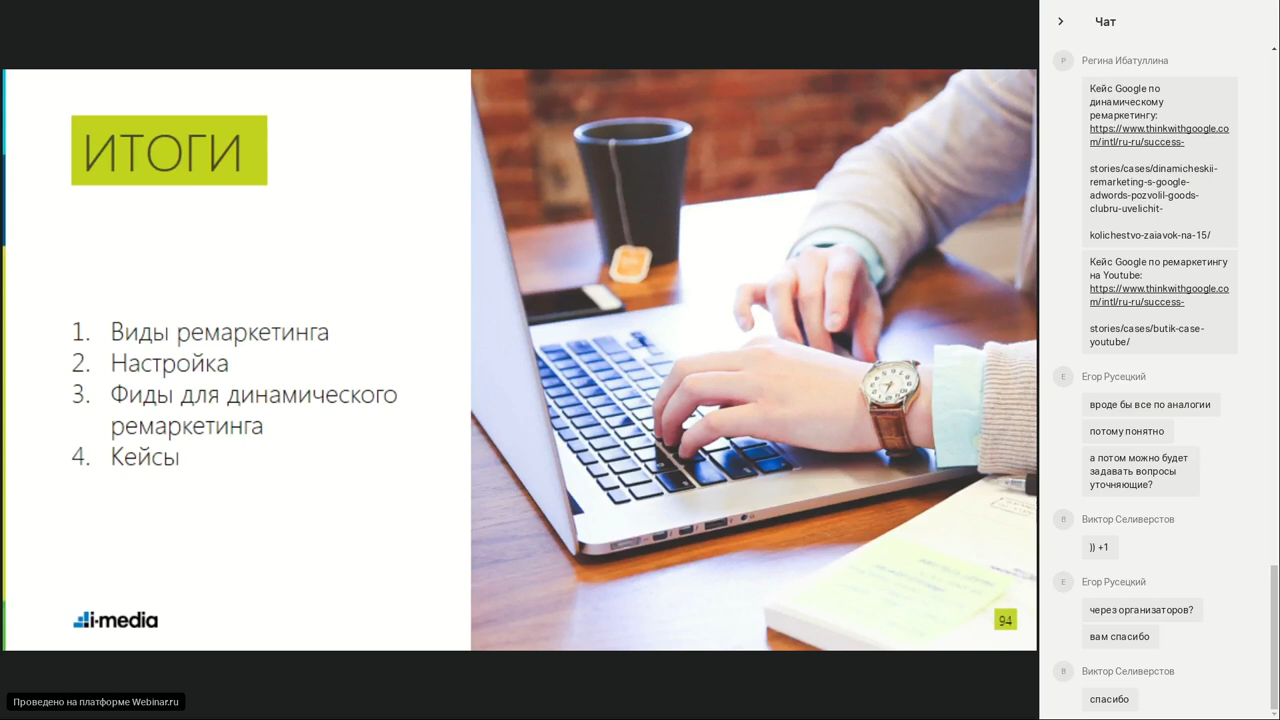 ИТОГИ
1. Виды ремаркетинга
2. Настройка
3. Фиды для динамического
ремаркетинга
4. Кейсы
i-media
94
Проведено на платформе Webinar.ru
Чат
Р
Регина Ибатуллина
Кейс Google по
динамическому
ремаркетингу:
https://www.thinkwithgoogle.co
m/intl/ru-ru/success-
stories/cases/dinamicheskii-
remarketing-s-google-
adwords-pozvolil-goods-
clubru-uvelichit-
kolichestvo-zaiavok-na-15/
Кейс Google по ремаркетингу
на Youtube:
https://www.thinkwithgoogle.co
m/intl/ru-ru/success-
stories/cases/butik-case-
youtube/
Е
Егор Русецкий
вроде бы все по аналогии
потому понятно
а потом можно будет
задавать вопросы
уточняющие?
В
Виктор Селиверстов
)) +1
Е
Егор Русецкий
через организаторов?
вам спасибо
В
Виктор Селиверстов
спасибо